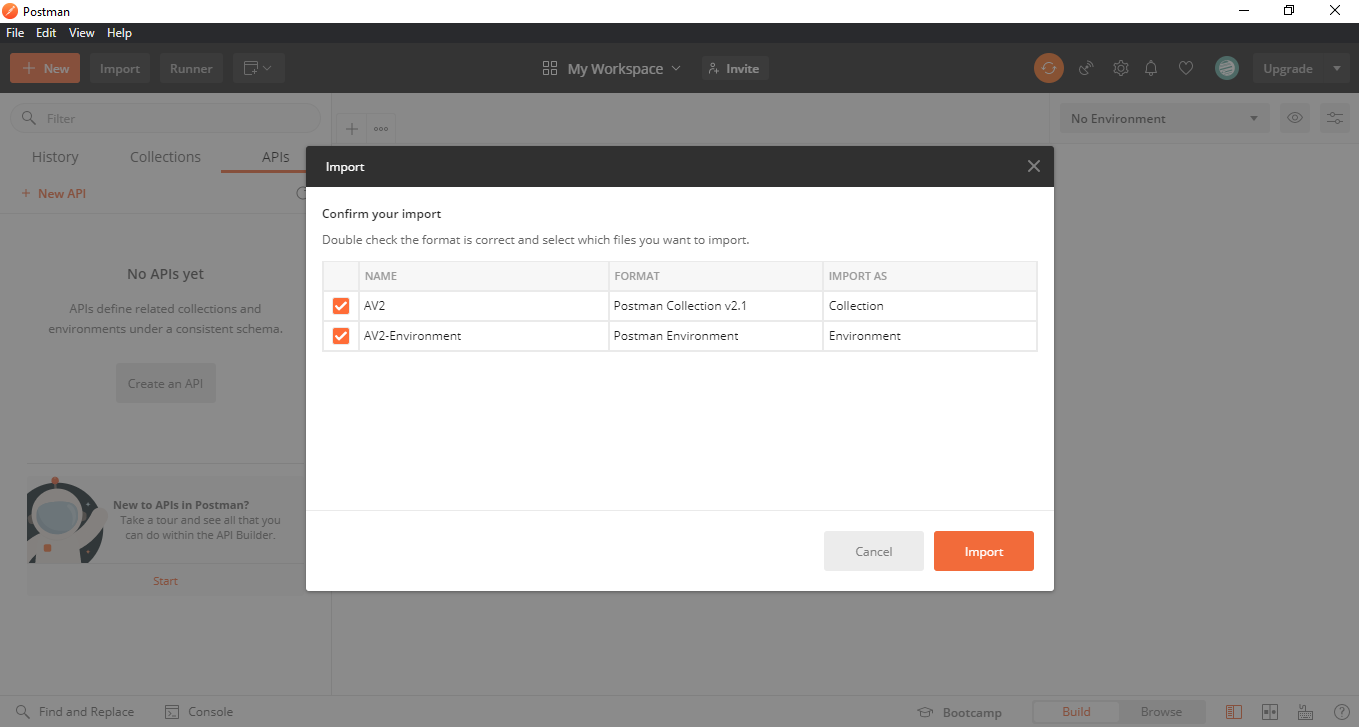 Postman
File Edit View Help
New Import Runner My Workspace Invite Upgrade
Filter
No Environment
History Collections APIs
New API
No APIs yet
APIs define related collections and
environments under a consistent schema.
Create an API
New to APIs in Postman?
Take a tour and see all that you
can do within the API Builder.
Start
Import
Confirm your import
Double check the format is correct and select which files you want to import.
NAME FORMAT IMPORT AS
AV2 Postman Collection v2.1 Collection
AV2-Environment Postman Environment Environment
Cancel Import
Find and Replace Console Bootcamp Build Browse